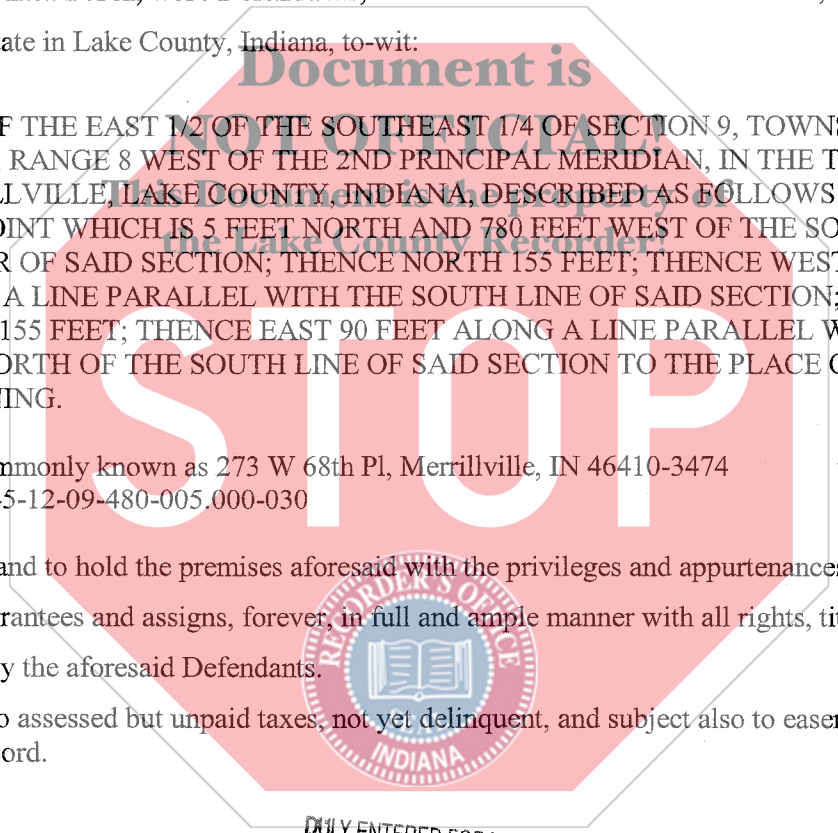 ate in Lake County, Indiana, to-wit:
Document is
NOT OFFICIAL!
This Document is the property of
the Lake County Recorder!
F THE EAST 1/2 OF THE SOUTHEAST 1/4 OF SECTION 9, TOWNS
RANGE 8 WEST OF THE 2ND PRINCIPAL MERIDIAN, IN THE T
LLVILLE, LAKE COUNTY, INDIANA, DESCRIBED AS FOLLOWS
OINT WHICH IS 5 FEET NORTH AND 780 FEET WEST OF THE SO
R OF SAID SECTION; THENCE NORTH 155 FEET; THENCE WEST
A LINE PARALLEL WITH THE SOUTH LINE OF SAID SECTION;
155 FEET; THENCE EAST 90 FEET ALONG A LINE PARALLEL W
ORTH OF THE SOUTH LINE OF SAID SECTION TO THE PLACE O
ING.
STOP
mmonly known as 273 W 68th Pl, Merrillville, IN 46410-3474
5-12-09-480-005.000-030
and to hold the premises aforesaid with the privileges and appurtenances
rantees and assigns, forever, in full and ample manner with all rights, tit
y the aforesaid Defendants.
o assessed but unpaid taxes, not yet delinquent, and subject also to easem
ord.
RECORDER'S OFFICE
INDIANA
DULY ENTERED FOR